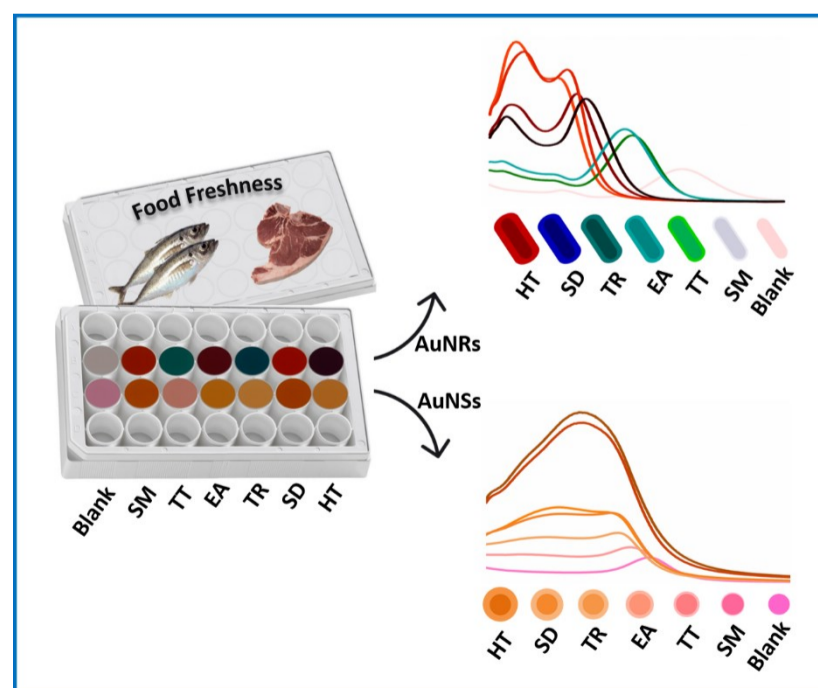 Food Freshness
Blank
SM
TT
EA
TR
SD
HT
AuNRs
AuNSs
HT
SD
TR
EA
TT
SM
Blank
HT
SD
TR
EA
TT
SM
Blank